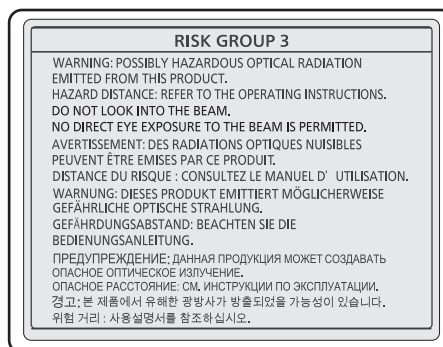 RISK GROUP 3
WARNING: POSSIBLY HAZARDOUS OPTICAL RADIATION
EMITTED FROM THIS PRODUCT.
HAZARD DISTANCE: REFER TO THE OPERATING INSTRUCTIONS.
DO NOT LOOK INTO THE BEAM.
NO DIRECT EYE EXPOSURE TO THE BEAM IS PERMITTED.
AVERTISSEMENT: DES RADIATIONS OPTIQUES NUISIBLES
PEUVENT ÊTRE EMISES PAR CE PRODUIT.
DISTANCE DU RISQUE : CONSULTEZ LE MANUEL D' UTILISATION.
WARNUNG: DIESES PRODUKT EMITTIERT MÖGLICHERWEISE
GEFÄHRLICHE OPTISCHE STRAHLUNG.
GEFÄHRDUNGSABSTAND: BEACHTEN SIE DIE
BEDIENUNGSANLEITUNG.
ПРЕДУПРЕЖДЕНИЕ: ДАННАЯ ПРОДУКЦИЯ МОЖЕТ СОЗДАВАТЬ
ОПАСНОЕ ОПТИЧЕСКОЕ ИЗЛУЧЕНИЕ.
ОПАСНОЕ РАССТОЯНИЕ: СМ. ИНСТРУКЦИИ ПО ЭКСПЛУАТАЦИИ.
경고: 본 제품에서 유해한 광방사가 방출되었을 가능성이 있습니다.
위험 거리 : 사용설명서를 참조하십시오.